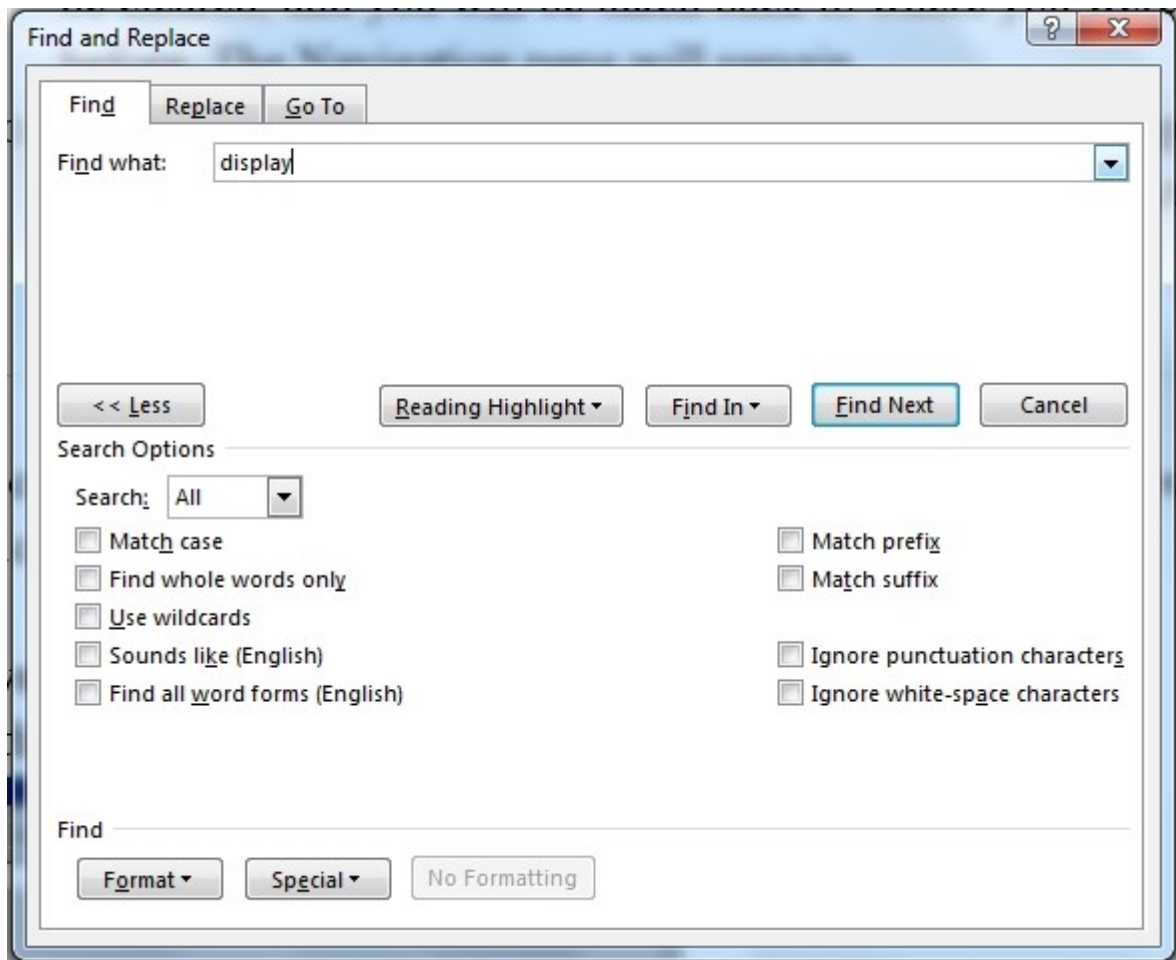 Find and Replace
Find Replace Go To
Find what: display
<< Less Reading Highlight Find In Find Next Cancel
Search Options
Search: All
Match case Match prefix
Find whole words only Match suffix
Use wildcards
Sounds like (English) Ignore punctuation characters
Find all word forms (English) Ignore white-space characters
Find
Format Special No Formatting